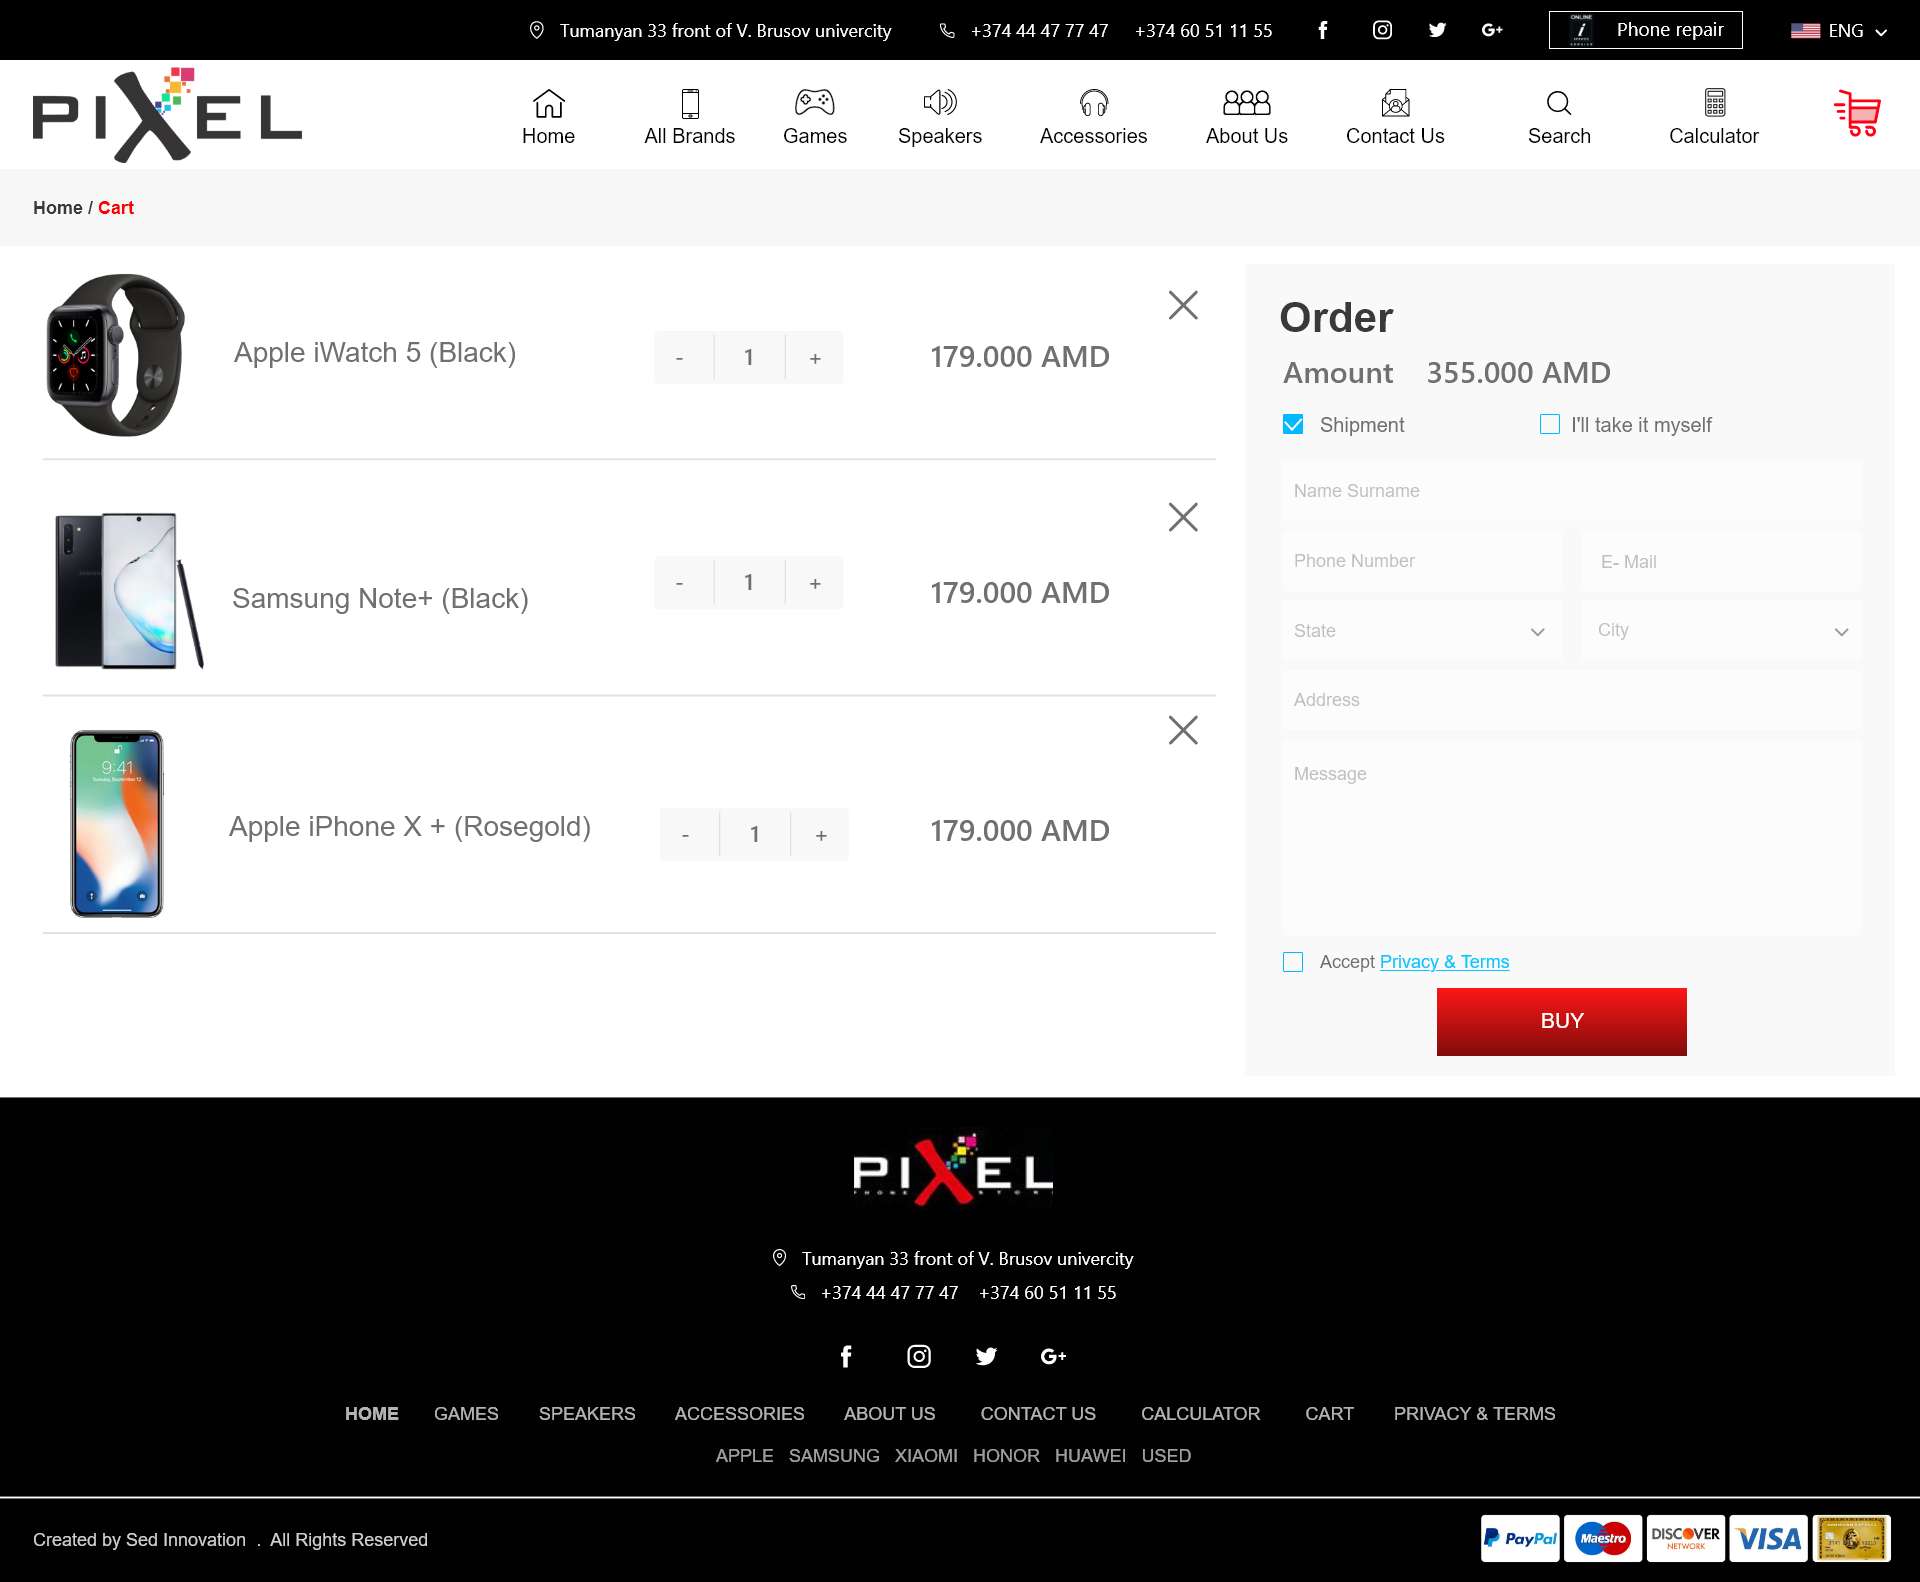 Tumanyan 33 front of V. Brusov univercity +374 44 47 77 47 +374 60 51 11 55 ONLINE Phone repair ENG
PIXEL
Home All Brands Games Speakers Accessories About Us Contact Us Search Calculator
Home / Cart
Apple iWatch 5 (Black) - 1 + 179.000 AMD
Samsung Note+ (Black) - 1 + 179.000 AMD
9:41
Apple iPhone X + (Rosegold) - 1 + 179.000 AMD
Order
Amount 355.000 AMD
Shipment I'll take it myself
Name Surname
Phone Number E- Mail
State City
Address
Message
Accept Privacy & Terms
BUY
PIXEL
Tumanyan 33 front of V. Brusov univercity
+374 44 47 77 47 +374 60 51 11 55
HOME GAMES SPEAKERS ACCESSORIES ABOUT US CONTACT US CALCULATOR CART PRIVACY & TERMS
APPLE SAMSUNG XIAOMI HONOR HUAWEI USED
Created by Sed Innovation . All Rights Reserved
PayPal Maestro DISCOVER NETWORK VISA